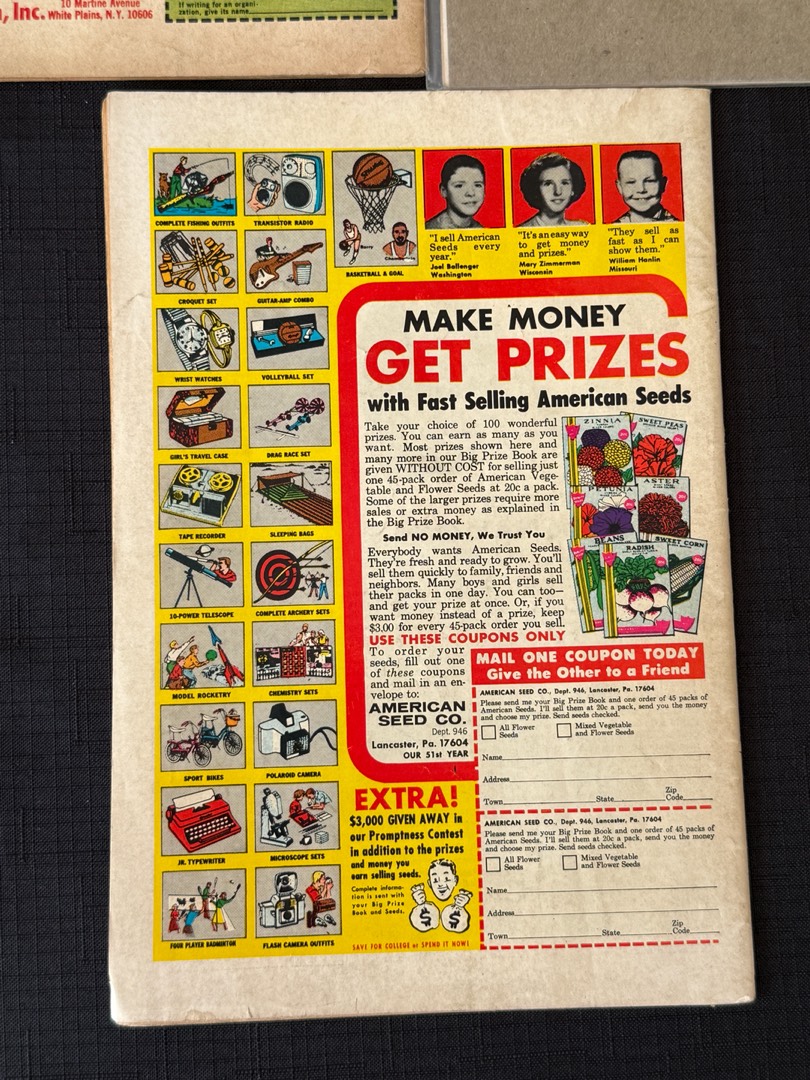 , Inc.
10 Martine Avenue
White Plains, N.Y. 10606
If writing for an organi-
zation, give its name
COMPLETE FISHING OUTFITS
TRANSISTOR RADIO
CROQUET SET
GUITAR-AMP COMBO
BASKETBALL & GOAL
WRIST WATCHES
VOLLEYBALL SET
GIRL'S TRAVEL CASE
DRAG RACE SET
TAPE RECORDER
SLEEPING BAGS
10-POWER TELESCOPE
COMPLETE ARCHERY SETS
MODEL ROCKETRY
CHEMISTRY SETS
SPORT BIKES
POLAROID CAMERA
JR. TYPEWRITER
MICROSCOPE SETS
FOUR PLAYER BADMINTON
FLASH CAMERA OUTFITS
"I sell American
Seeds every
year."
Joel Ballenger
Washington
"It's an easy way
to get money
and prizes."
Mary Zimmerman
Wisconsin
"They sell as
fast as I can
show them."
William Hanlin
Missouri
MAKE MONEY
GET PRIZES
with Fast Selling American Seeds
Take your choice of 100 wonderful
prizes. You can earn as many as you
want. Most prizes shown here and
many more in our Big Prize Book are
given WITHOUT COST for selling just
one 45-pack order of American Vege-
table and Flower Seeds at 20c a pack.
Some of the larger prizes require more
sales or extra money as explained in
the Big Prize Book.
Send NO MONEY, We Trust You
Everybody wants American Seeds.
They're fresh and ready to grow. You'll
sell them quickly to family, friends and
neighbors. Many boys and girls sell
their packs in one day. You can too—
and get your prize at once. Or, if you
want money instead of a prize, keep
$3.00 for every 45-pack order you sell.
USE THESE COUPONS ONLY
To order your
seeds, fill out one
of these coupons
and mail in an en-
velope to:
AMERICAN
SEED CO.
Dept. 946
Lancaster, Pa. 17604
OUR 51st YEAR
ZINNIA
SWEET PEAS
PETUNIA
ASTER
BEANS
RADISH
SWEET CORN
MAIL ONE COUPON TODAY
Give the Other to a Friend
AMERICAN SEED CO., Dept. 946, Lancaster, Pa. 17604
Please send me your Big Prize Book and one order of 45 packs of
American Seeds. I'll sell them at 20c a pack, send you the money
and choose my prize. Send seeds checked.
All Flower
Seeds
Mixed Vegetable
and Flower Seeds
Name
Address
Town State Zip Code
AMERICAN SEED CO., Dept. 946, Lancaster, Pa. 17604
Please send me your Big Prize Book and one order of 45 packs of
American Seeds. I'll sell them at 20c a pack, send you the money
and choose my prize. Send seeds checked.
All Flower
Seeds
Mixed Vegetable
and Flower Seeds
Name
Address
Town State Zip Code
EXTRA!
$3,000 GIVEN AWAY in
our Promptness Contest
in addition to the prizes
and money you
earn selling seeds.
Complete informa-
tion is sent with
your Big Prize
Book and Seeds.
$ $
SAVE FOR COLLEGE or SPEND IT NOW!